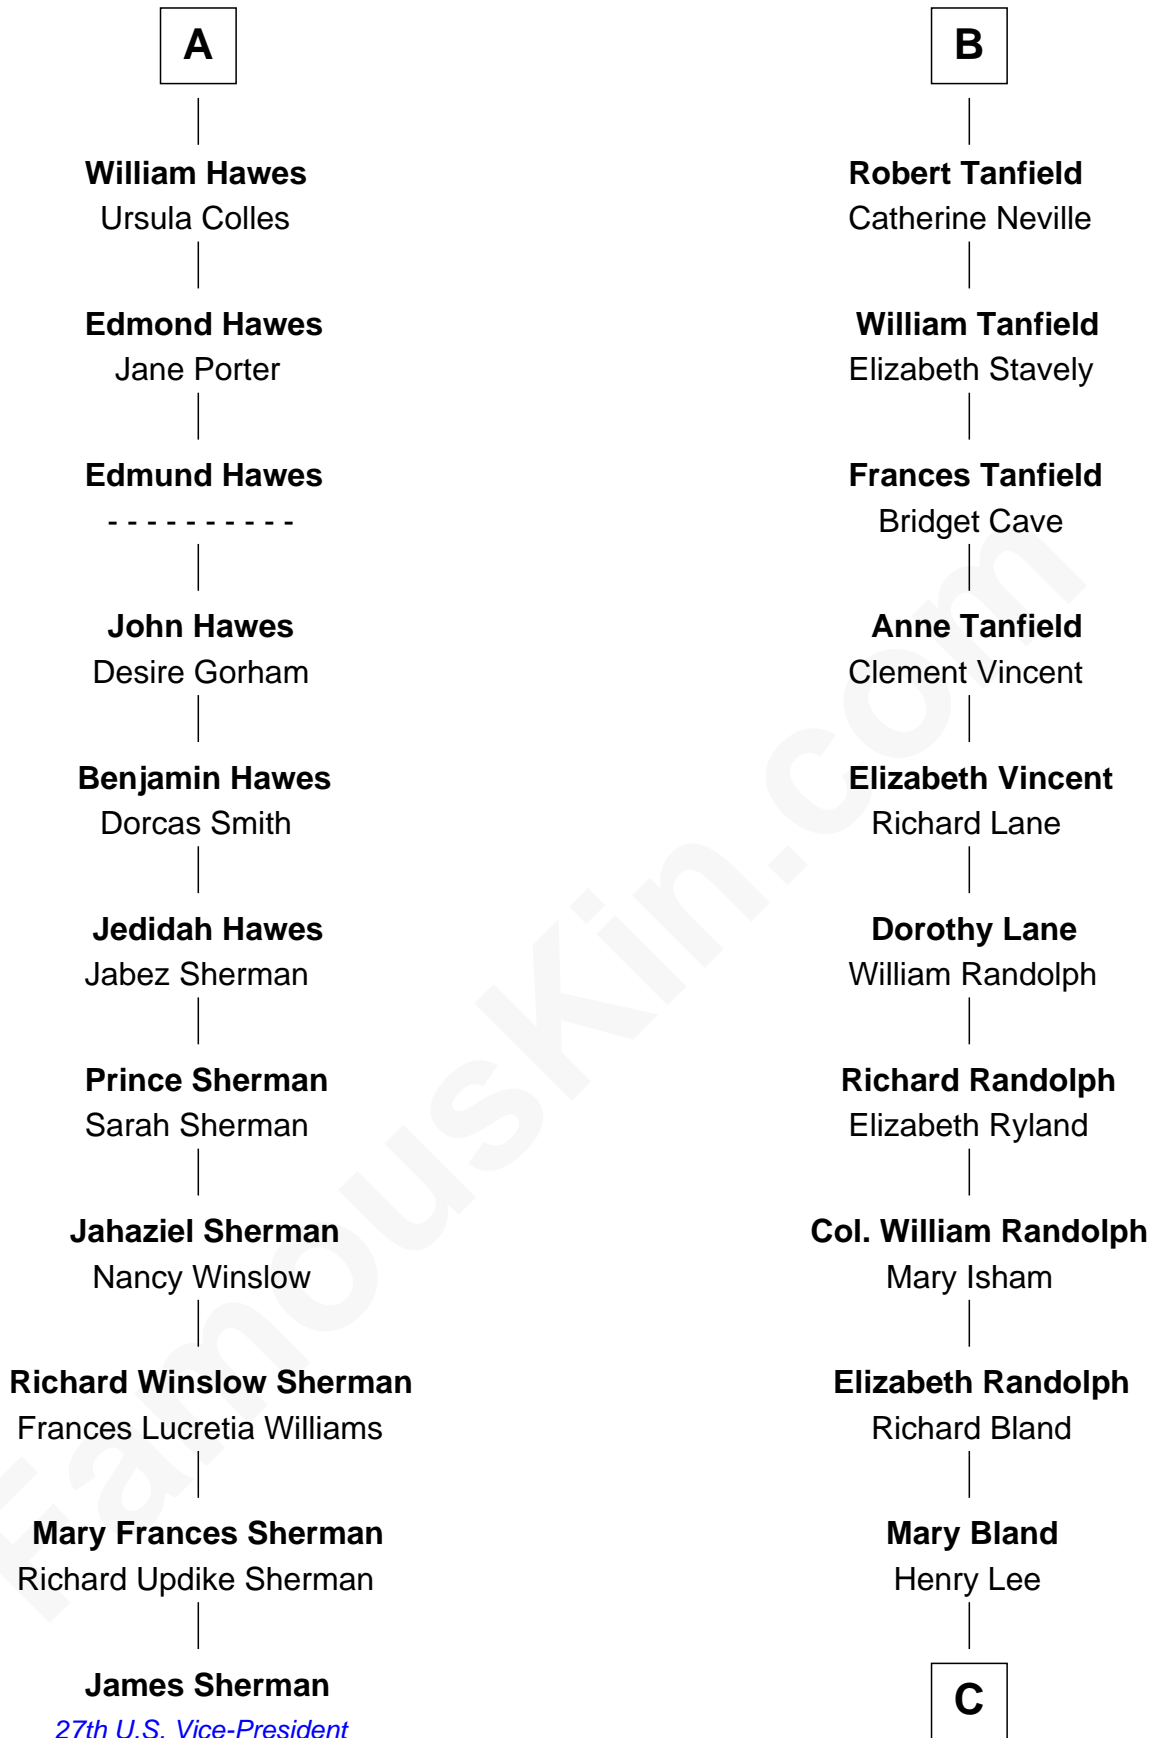 A
William Hawes
Ursula Colles
Edmond Hawes
Jane Porter
Edmund Hawes
- - - - - - - - - -
John Hawes
Desire Gorham
Benjamin Hawes
Dorcas Smith
Jedidah Hawes
Jabez Sherman
Prince Sherman
Sarah Sherman
Jahaziel Sherman
Nancy Winslow
Richard Winslow Sherman
Frances Lucretia Williams
Mary Frances Sherman
Richard Updike Sherman
James Sherman
27th U.S. Vice-President
B
Robert Tanfield
Catherine Neville
William Tanfield
Elizabeth Stavely
Frances Tanfield
Bridget Cave
Anne Tanfield
Clement Vincent
Elizabeth Vincent
Richard Lane
Dorothy Lane
William Randolph
Richard Randolph
Elizabeth Ryland
Col. William Randolph
Mary Isham
Elizabeth Randolph
Richard Bland
Mary Bland
Henry Lee
C
FamousKin.com